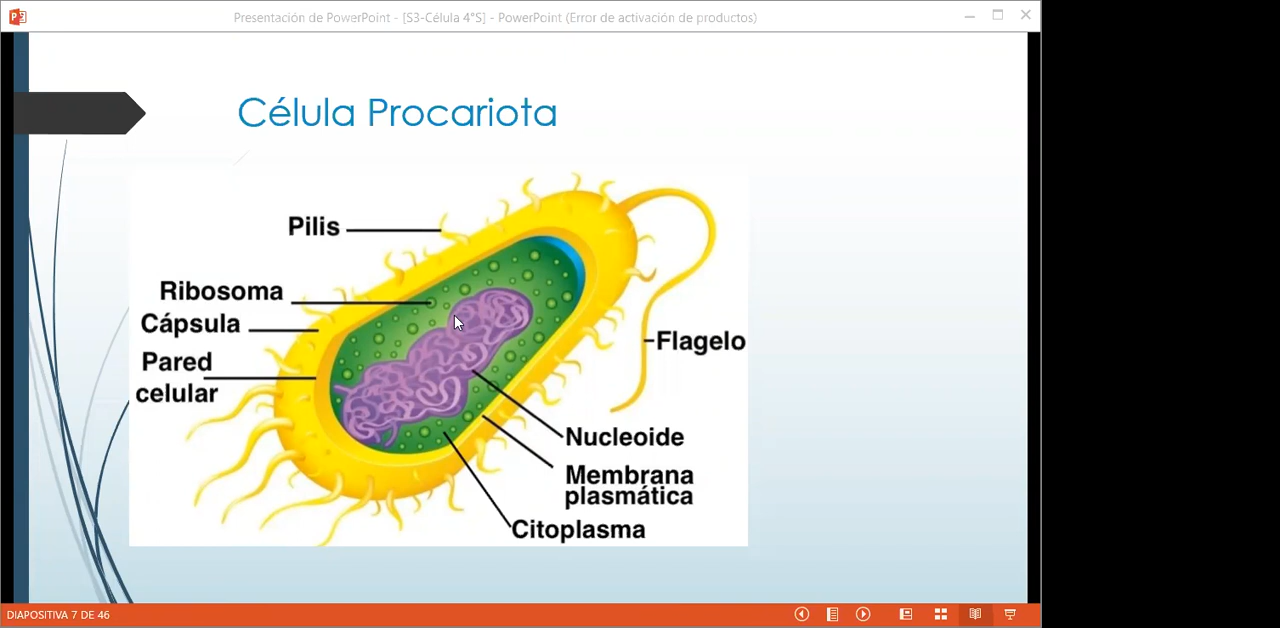 Presentación de PowerPoint - [S3-Célula 4°S] - PowerPoint (Error de activación de productos)
Célula Procariota
Pilis
Ribosoma
Cápsula
Pared
celular
Flagelo
Nucleoide
Membrana
plasmática
Citoplasma
DIAPOSITIVA 7 DE 46